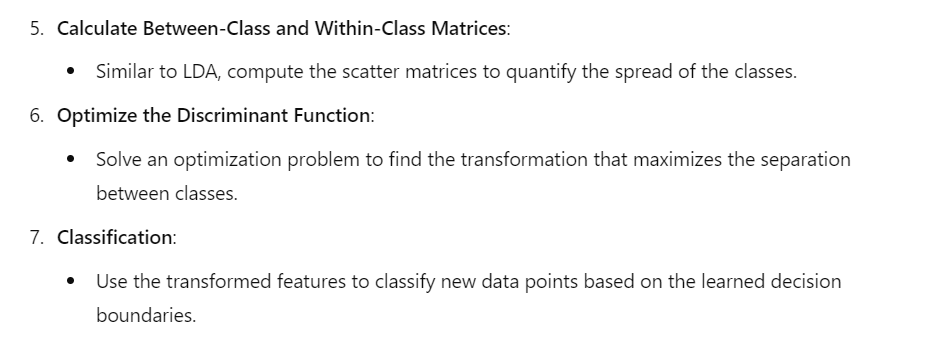 5. Calculate Between-Class and Within-Class Matrices:
• Similar to LDA, compute the scatter matrices to quantify the spread of the classes.
6. Optimize the Discriminant Function:
• Solve an optimization problem to find the transformation that maximizes the separation
between classes.
7. Classification:
• Use the transformed features to classify new data points based on the learned decision
boundaries.